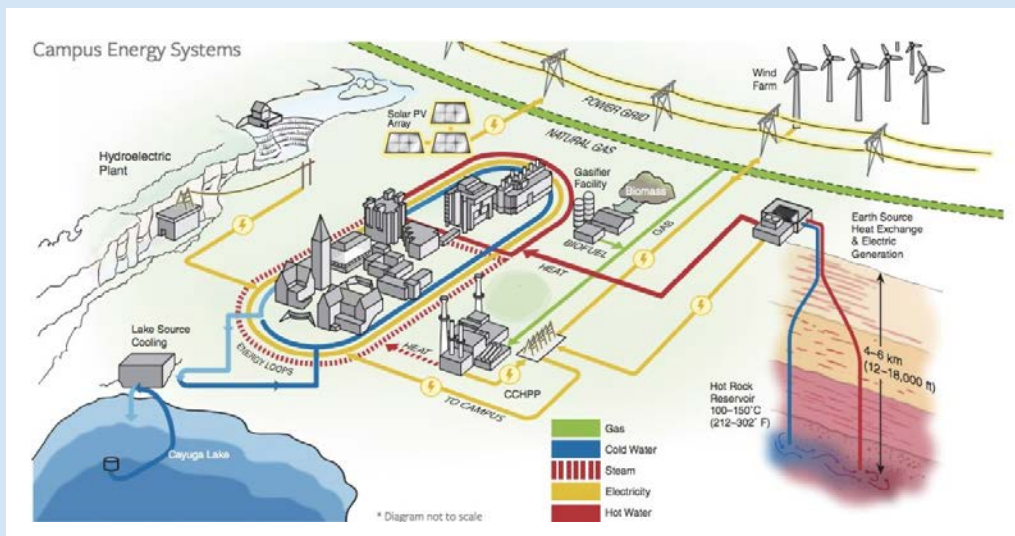 Campus Energy Systems
Wind
Farm
Solar PV
Array
POWER GRID
NATURAL GAS
Hydroelectric
Plant
Gasifier
Facility
Biomass
BIOFUEL
GAS
HEAT
Earth Source
Heat Exchange
& Electric
Generation
Lake Source
Cooling
ENERGY LOOPS
HEAT
CCHPP
TO CAMPUS
4–6 km
(12–18,000 ft)
Hot Rock
Reservoir
100–150°C
(212–302° F)
Cayuga Lake
Gas
Cold Water
Steam
Electricity
Hot Water
* Diagram not to scale